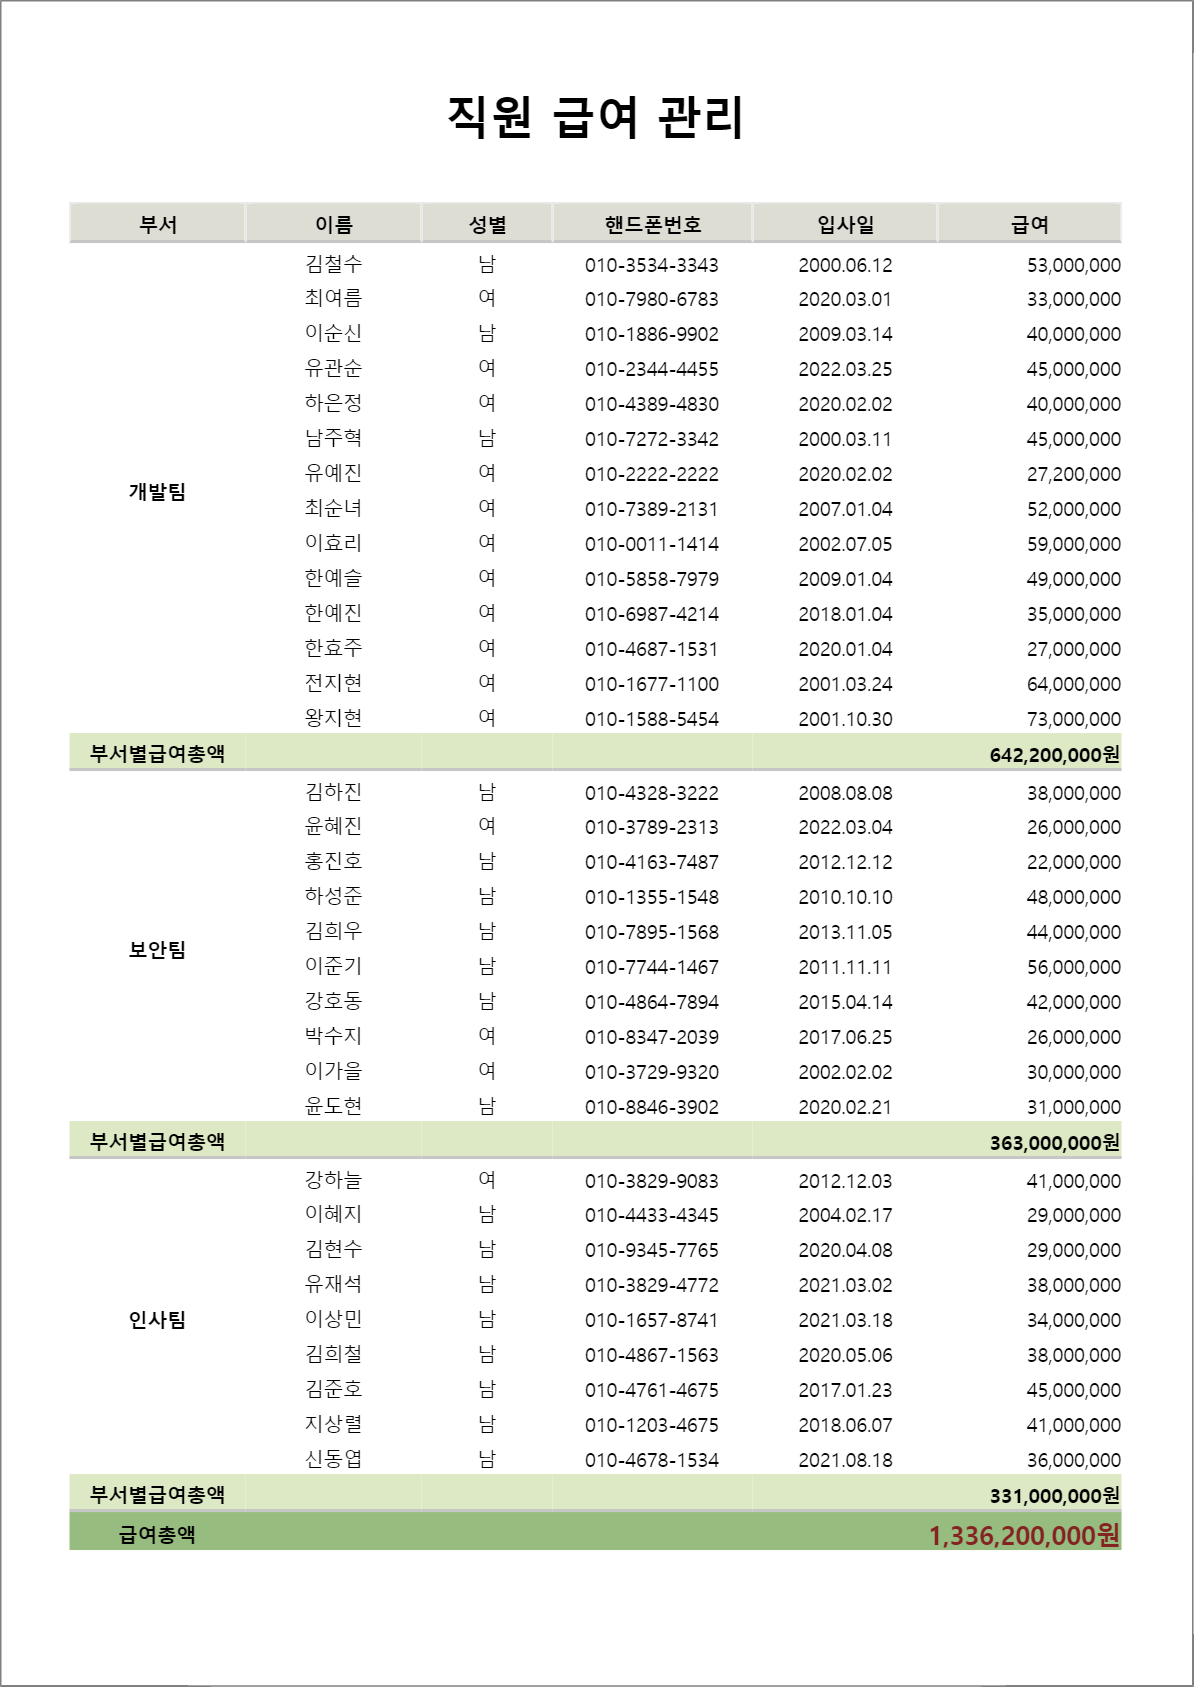 직원 급여 관리
부서 이름 성별 핸드폰번호 입사일 급여
김철수 남 010-3534-3343 2000.06.12 53,000,000
최여름 여 010-7980-6783 2020.03.01 33,000,000
이순신 남 010-1886-9902 2009.03.14 40,000,000
유관순 여 010-2344-4455 2022.03.25 45,000,000
하은정 여 010-4389-4830 2020.02.02 40,000,000
남주혁 남 010-7272-3342 2000.03.11 45,000,000
유예진 여 010-2222-2222 2020.02.02 27,200,000
개발팀
최순녀 여 010-7389-2131 2007.01.04 52,000,000
이효리 여 010-0011-1414 2002.07.05 59,000,000
한예슬 여 010-5858-7979 2009.01.04 49,000,000
한예진 여 010-6987-4214 2018.01.04 35,000,000
한효주 여 010-4687-1531 2020.01.04 27,000,000
전지현 여 010-1677-1100 2001.03.24 64,000,000
왕지현 여 010-1588-5454 2001.10.30 73,000,000
부서별급여총액 642,200,000원
김하진 남 010-4328-3222 2008.08.08 38,000,000
윤혜진 여 010-3789-2313 2022.03.04 26,000,000
홍진호 남 010-4163-7487 2012.12.12 22,000,000
하성준 남 010-1355-1548 2010.10.10 48,000,000
김희우 남 010-7895-1568 2013.11.05 44,000,000
보안팀
이준기 남 010-7744-1467 2011.11.11 56,000,000
강호동 남 010-4864-7894 2015.04.14 42,000,000
박수지 여 010-8347-2039 2017.06.25 26,000,000
이가을 여 010-3729-9320 2002.02.02 30,000,000
윤도현 남 010-8846-3902 2020.02.21 31,000,000
부서별급여총액 363,000,000원
강하늘 여 010-3829-9083 2012.12.03 41,000,000
이혜지 남 010-4433-4345 2004.02.17 29,000,000
김현수 남 010-9345-7765 2020.04.08 29,000,000
유재석 남 010-3829-4772 2021.03.02 38,000,000
인사팀 이상민 남 010-1657-8741 2021.03.18 34,000,000
김희철 남 010-4867-1563 2020.05.06 38,000,000
김준호 남 010-4761-4675 2017.01.23 45,000,000
지상렬 남 010-1203-4675 2018.06.07 41,000,000
신동엽 남 010-4678-1534 2021.08.18 36,000,000
부서별급여총액 331,000,000원
급여총액 1,336,200,000원